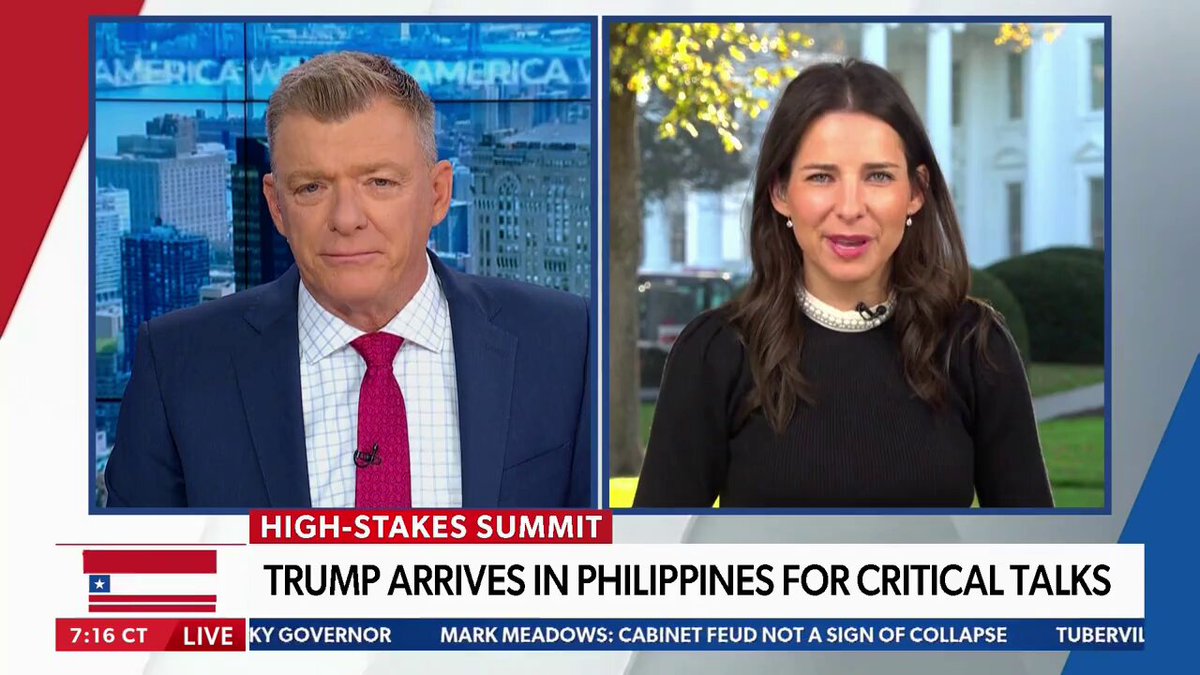 AMERICA W
AMERICA W
HIGH-STAKES SUMMIT
TRUMP ARRIVES IN PHILIPPINES FOR CRITICAL TALKS
7:16 CT LIVE KY GOVERNOR MARK MEADOWS: CABINET FEUD NOT A SIGN OF COLLAPSE TUBERVIL